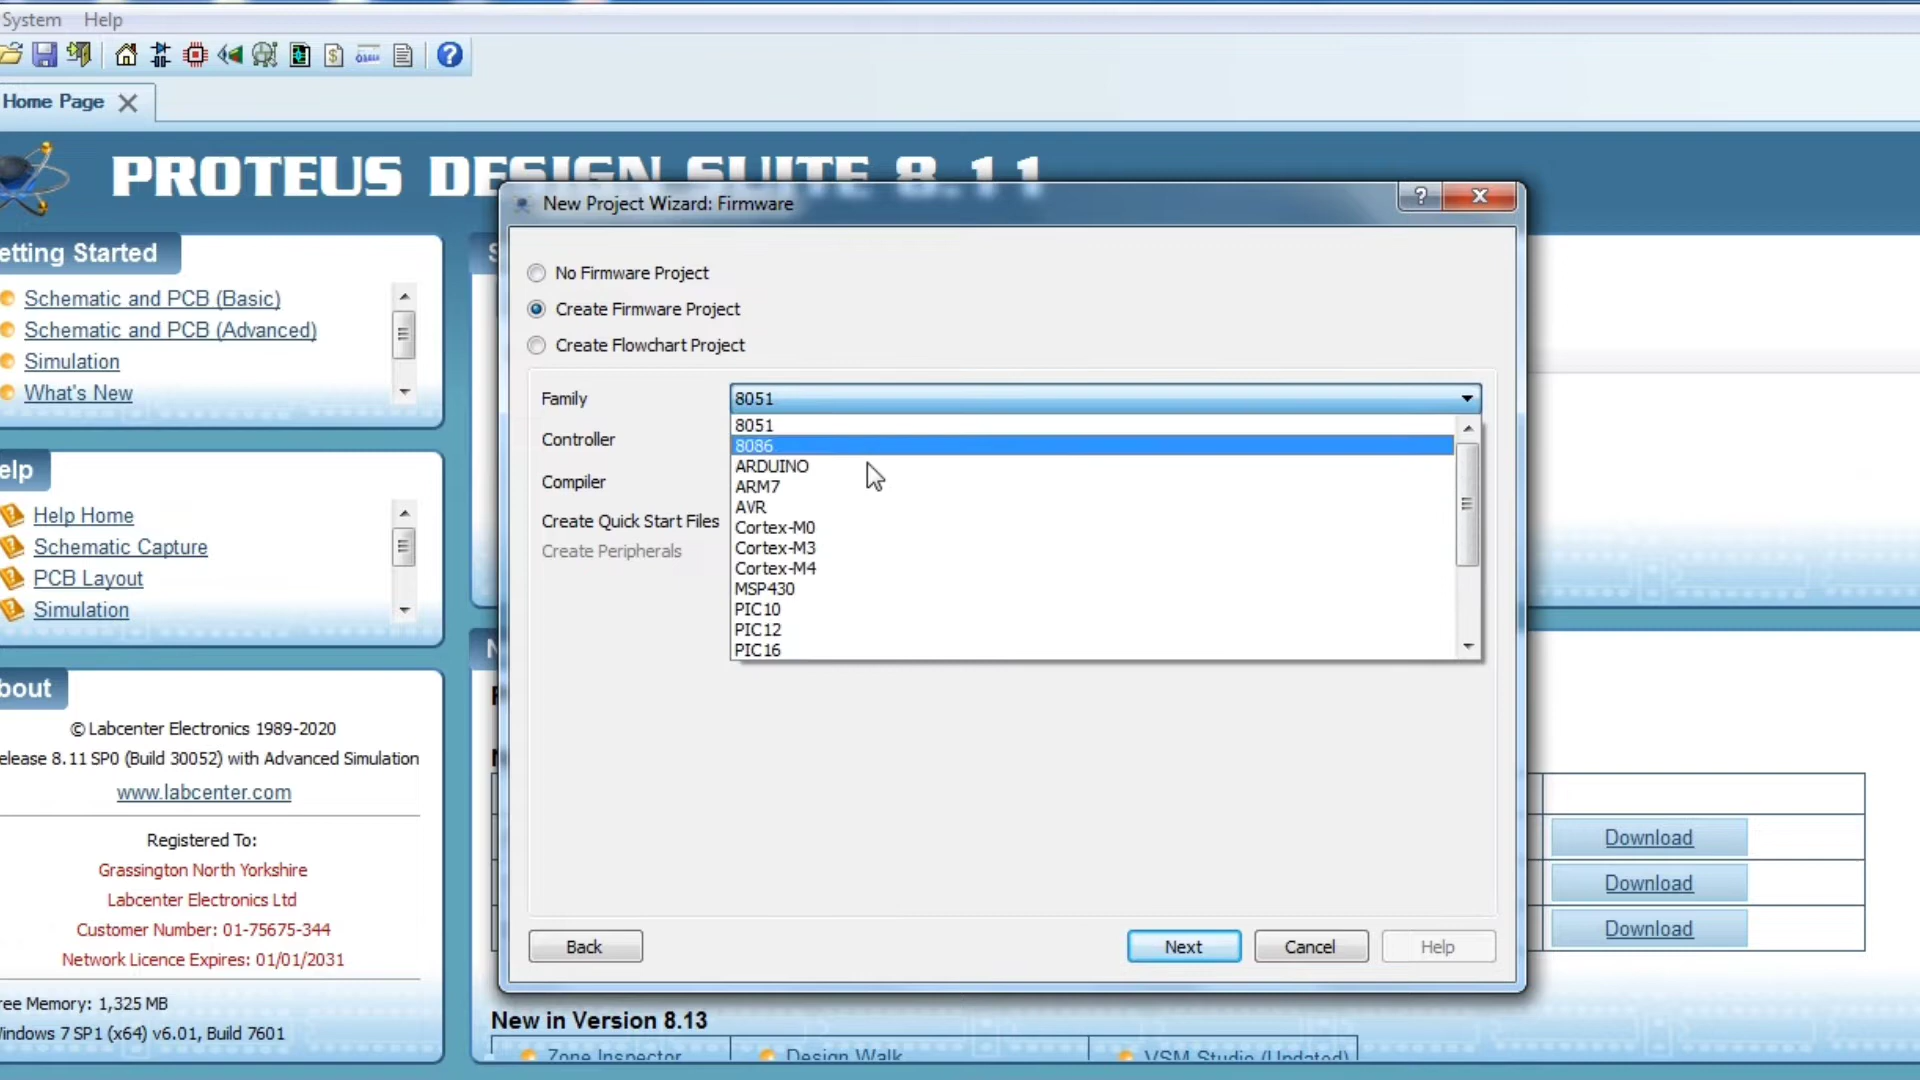 System Help
Home Page
PROTEUS DESIGN SUITE 8.11
New Project Wizard: Firmware
etting Started
Schematic and PCB (Basic)
Schematic and PCB (Advanced)
Simulation
What's New
elp
Help Home
Schematic Capture
PCB Layout
Simulation
bout
© Labcenter Electronics 1989-2020
elease 8.11 SP0 (Build 30052) with Advanced Simulation
www.labcenter.com
Registered To:
Grassington North Yorkshire
Labcenter Electronics Ltd
Customer Number: 01-75675-344
Network Licence Expires: 01/01/2031
ree Memory: 1,325 MB
indows 7 SP1 (x64) v6.01, Build 7601
No Firmware Project
Create Firmware Project
Create Flowchart Project
Family 8051
Controller
Compiler
Create Quick Start Files
Create Peripherals
8051
8086
ARDUINO
ARM7
AVR
Cortex-M0
Cortex-M3
Cortex-M4
MSP430
PIC10
PIC12
PIC16
Back Next Cancel Help
Download
Download
Download
New in Version 8.13
Zone Inspector Design Walk VSM Studio (Updated)